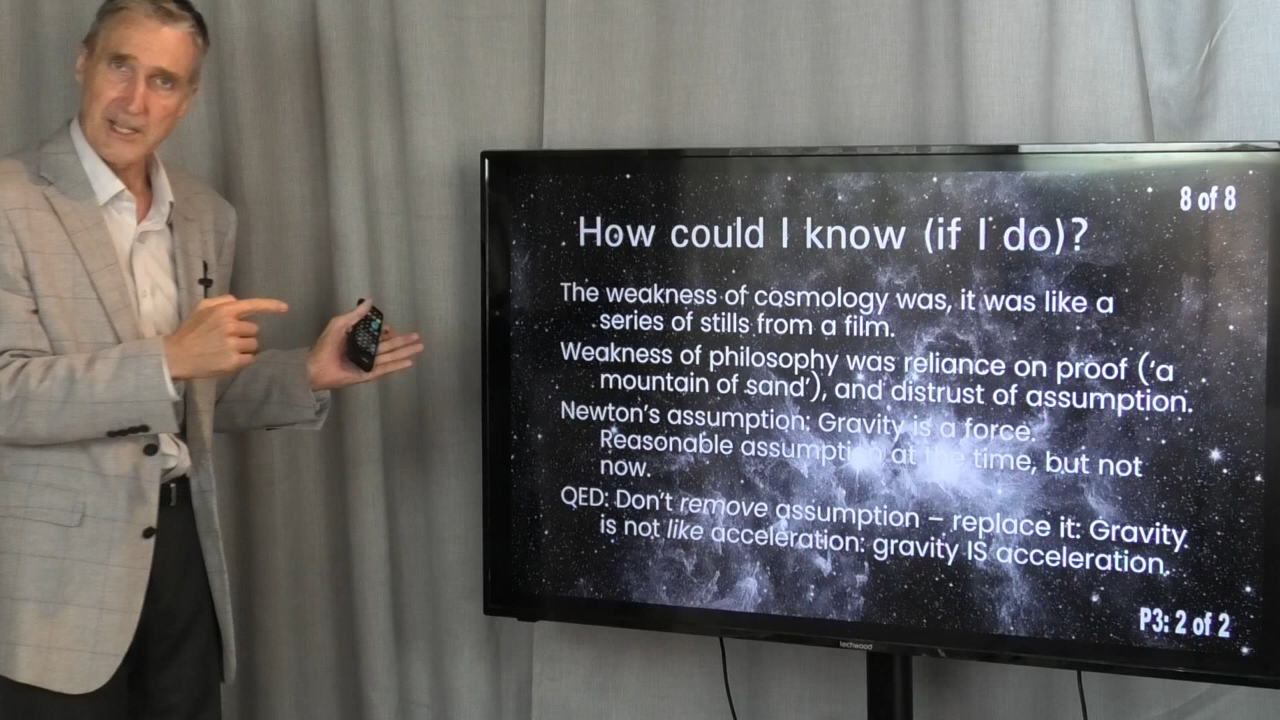 8 of 8
How could I know (if I do)?
The weakness of cosmology was, it was like a
series of stills from a film.
Weakness of philosophy was reliance on proof (‘a
mountain of sand’), and distrust of assumption.
Newton’s assumption: Gravity is a force.
Reasonable assumption at the time, but not
now.
QED: Don’t remove assumption – replace it: Gravity
is not like acceleration: gravity IS acceleration.
P3: 2 of 2
techwood